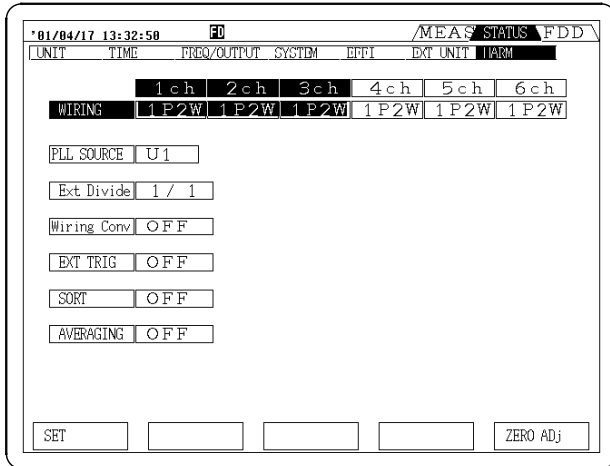 '01/04/17 13:32:50 FD MEAS STATUS FDD
UNIT TIME FREQ/OUTPUT SYSTEM EFFI EXT UNIT HARM
1ch 2ch 3ch 4ch 5ch 6ch
WIRING 1P2W 1P2W 1P2W 1P2W 1P2W 1P2W
PLL SOURCE U1
Ext Divide 1/ 1
Wiring Conv OFF
EXT TRIG OFF
SORT OFF
AVERAGING OFF
SET ZERO ADj